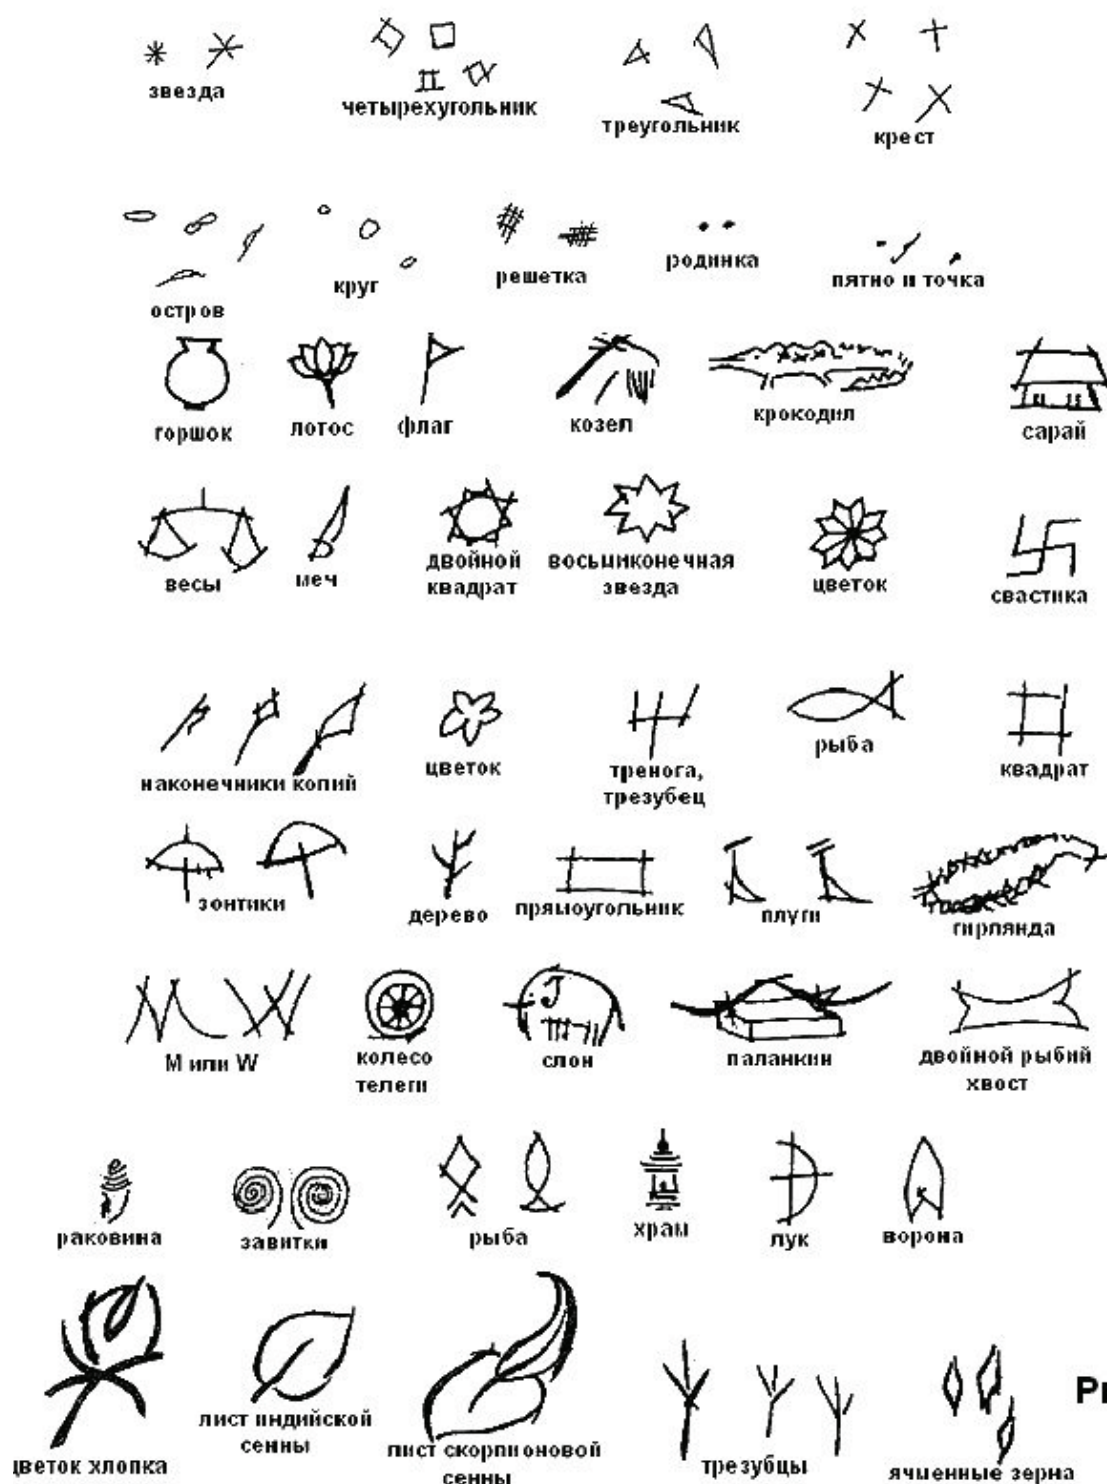 звезда
четырехугольник
треугольник
крест
остров
круг
решетка
родинка
пятно и точка
горшок
лотос
флаг
козел
крокодил
сарай
весы
меч
двойной
квадрат
восьмиконечная
звезда
цветок
свастика
наконечники копий
цветок
тренога,
трезубец
рыба
квадрат
зонтики
дерево
прямоугольник
плуги
гирлянда
М или W
колесо
телеги
слон
паланкин
двойной рыбий
хвост
раковина
завитки
рыба
храм
лук
ворона
цветок хлопка
лист индийской
сенны
лист скорпионовой
сенны
трезубцы
ячменные зерна